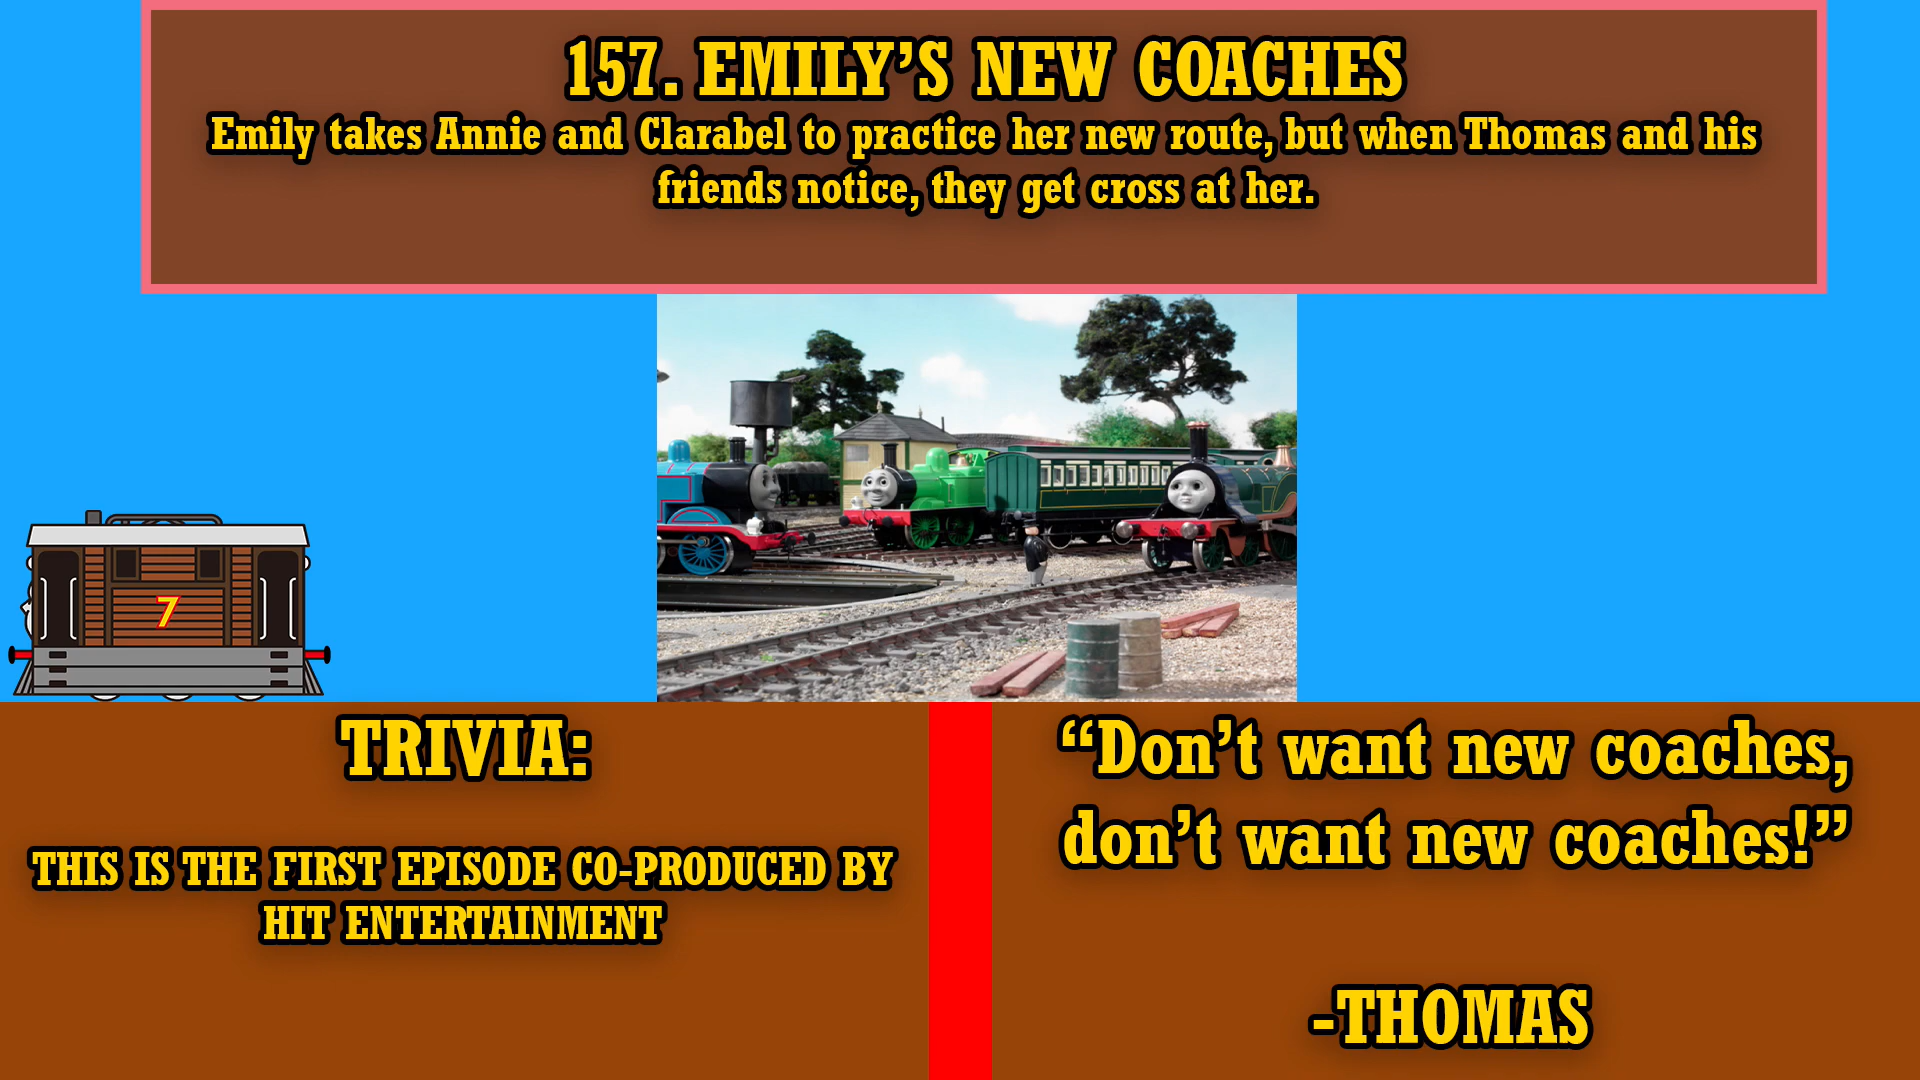 157. EMILY’S NEW COACHES
Emily takes Annie and Clarabel to practice her new route, but when Thomas and his
friends notice, they get cross at her.
7
TRIVIA:
THIS IS THE FIRST EPISODE CO-PRODUCED BY
HIT ENTERTAINMENT
“Don’t want new coaches,
don’t want new coaches!”
-THOMAS